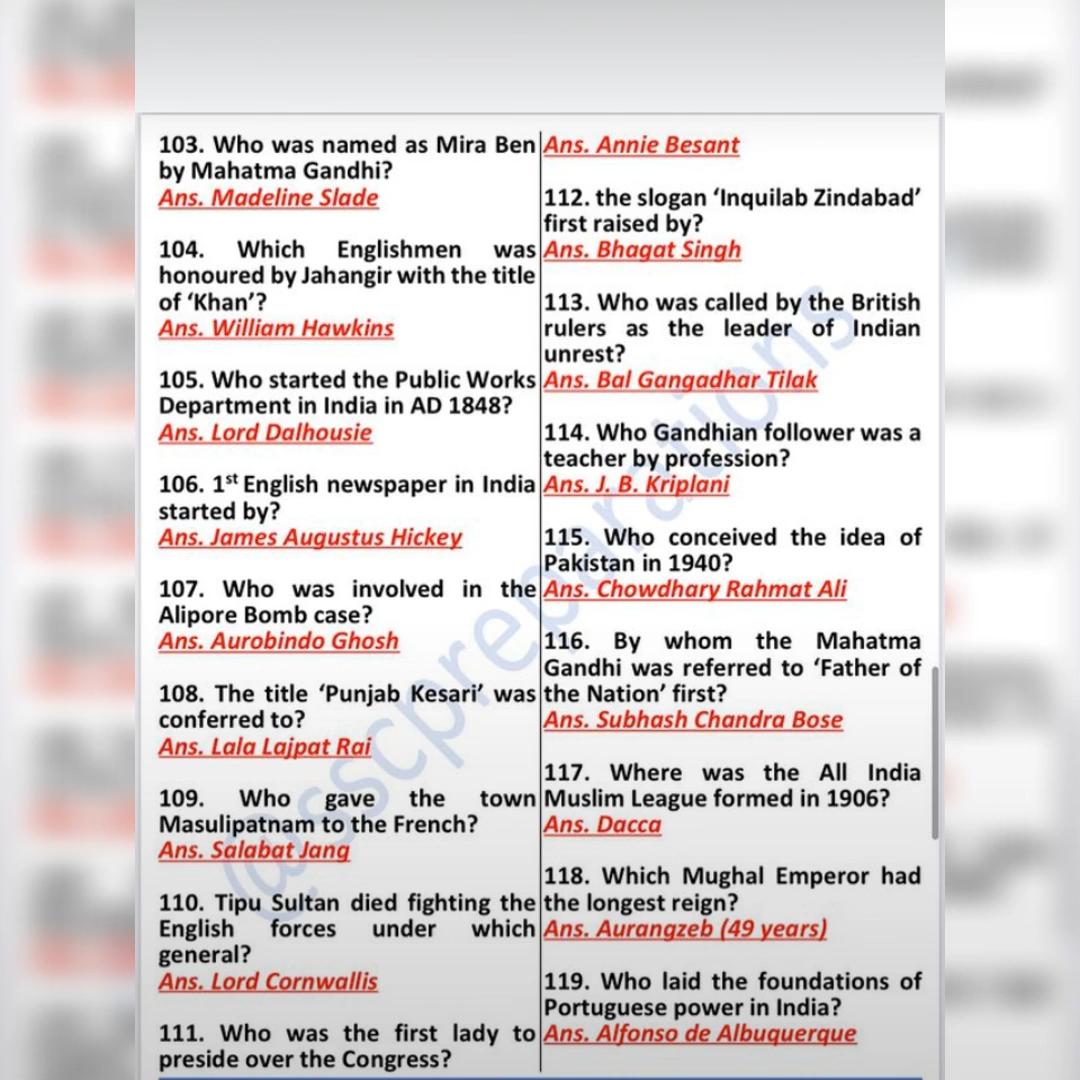 103. Who was named as Mira Ben
by Mahatma Gandhi?
Ans. Madeline Slade
104. Which Englishmen was
honoured by Jahangir with the title
of ‘Khan’?
Ans. William Hawkins
105. Who started the Public Works
Department in India in AD 1848?
Ans. Lord Dalhousie
106. 1st English newspaper in India
started by?
Ans. James Augustus Hickey
107. Who was involved in the
Alipore Bomb case?
Ans. Aurobindo Ghosh
108. The title ‘Punjab Kesari’ was
conferred to?
Ans. Lala Lajpat Rai
109. Who gave the town
Masulipatnam to the French?
Ans. Salabat Jang
110. Tipu Sultan died fighting the
English forces under which
general?
Ans. Lord Cornwallis
111. Who was the first lady to
preside over the Congress?
Ans. Annie Besant
112. the slogan ‘Inquilab Zindabad’
first raised by?
Ans. Bhagat Singh
113. Who was called by the British
rulers as the leader of Indian
unrest?
Ans. Bal Gangadhar Tilak
114. Who Gandhian follower was a
teacher by profession?
Ans. J. B. Kriplani
115. Who conceived the idea of
Pakistan in 1940?
Ans. Chowdhary Rahmat Ali
116. By whom the Mahatma
Gandhi was referred to ‘Father of
the Nation’ first?
Ans. Subhash Chandra Bose
117. Where was the All India
Muslim League formed in 1906?
Ans. Dacca
118. Which Mughal Emperor had
the longest reign?
Ans. Aurangzeb (49 years)
119. Who laid the foundations of
Portuguese power in India?
Ans. Alfonso de Albuquerque
@sscpreparations